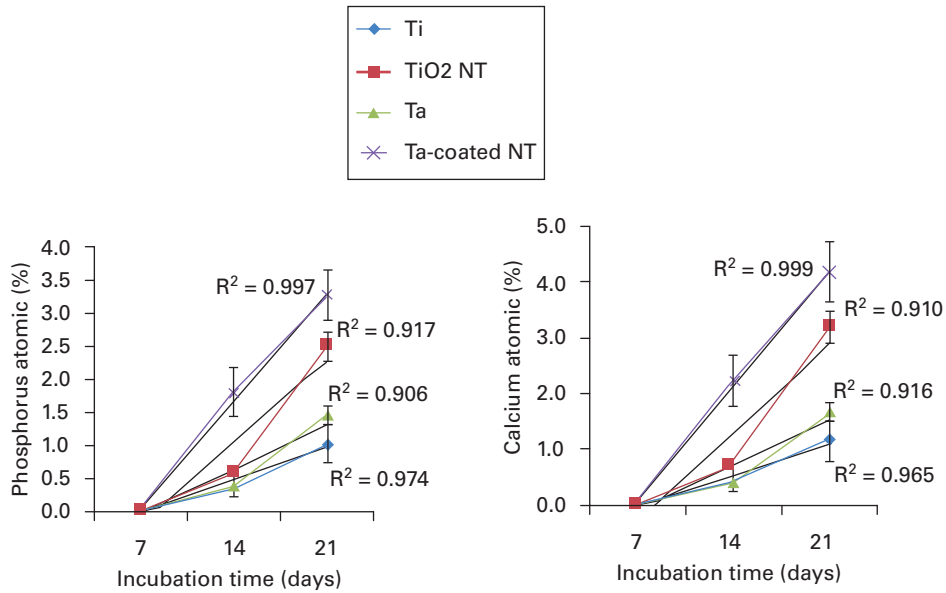 Ti
TiO2 NT
Ta
Ta-coated NT
Phosphorus atomic (%)
4.0
3.5
3.0
2.5
2.0
1.5
1.0
0.5
0.0
R² = 0.997
R² = 0.917
R² = 0.906
R² = 0.974
7 14 21
Incubation time (days)
Calcium atomic (%)
5.0
4.0
3.0
2.0
1.0
0.0
R² = 0.999
R² = 0.910
R² = 0.916
R² = 0.965
7 14 21
Incubation time (days)